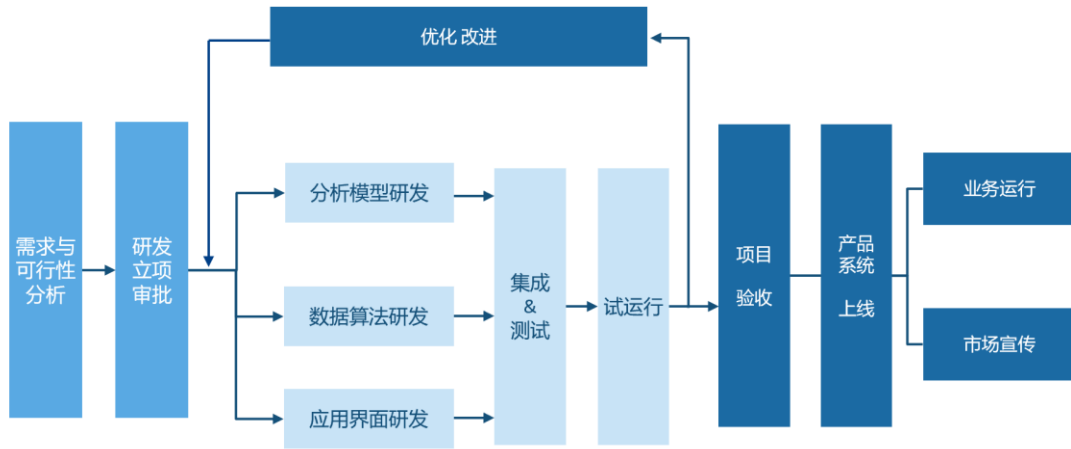 优化 改进
需求与
可行性
分析
研发
立项
审批
分析模型研发
数据算法研发
应用界面研发
集成
&
测试
试运行
项目
验收
产品
系统
上线
业务运行
市场宣传